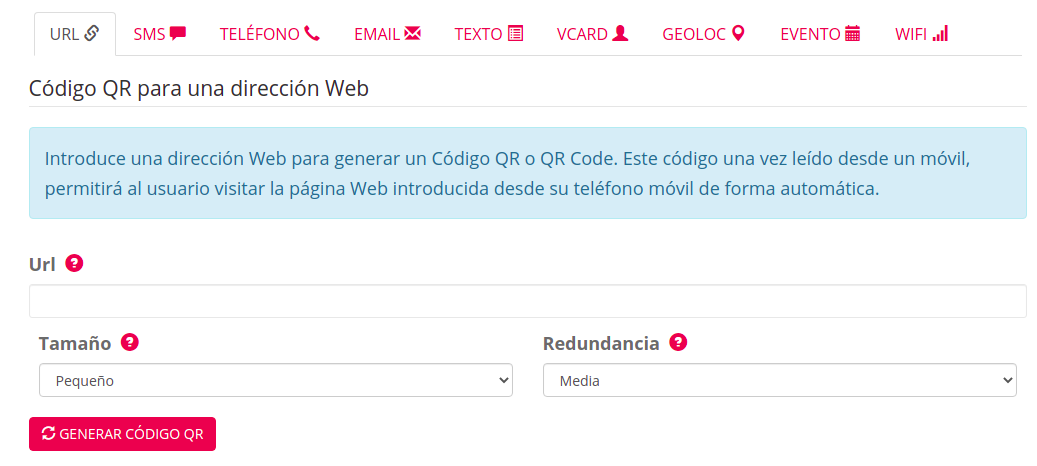 URL SMS TELÉFONO EMAIL TEXTO VCARD GEOLOC EVENTO WIFI
Código QR para una dirección Web
Introduce una dirección Web para generar un Código QR o QR Code. Este código una vez leído desde un móvil,
permitirá al usuario visitar la página Web introducida desde su teléfono móvil de forma automática.
Url ?
Tamaño ? Redundancia ?
Pequeño Media
GENERAR CÓDIGO QR